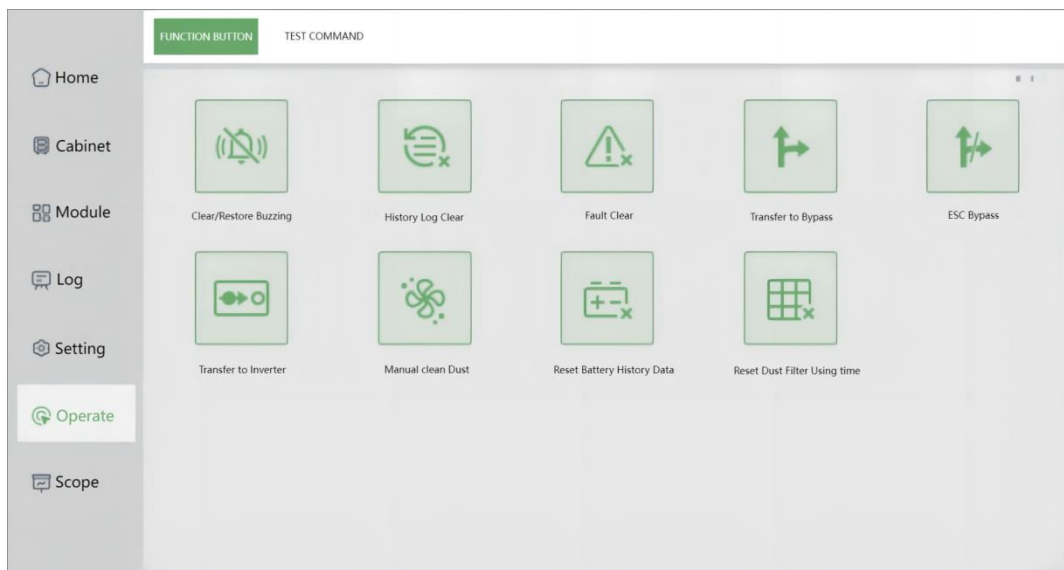 FUNCTION BUTTON
TEST COMMAND
Home
Cabinet
Module
Log
Setting
Operate
Scope
Clear/Restore Buzzing
History Log Clear
Fault Clear
Transfer to Bypass
ESC Bypass
Transfer to Inverter
Manual clean Dust
Reset Battery History Data
Reset Dust Filter Using time